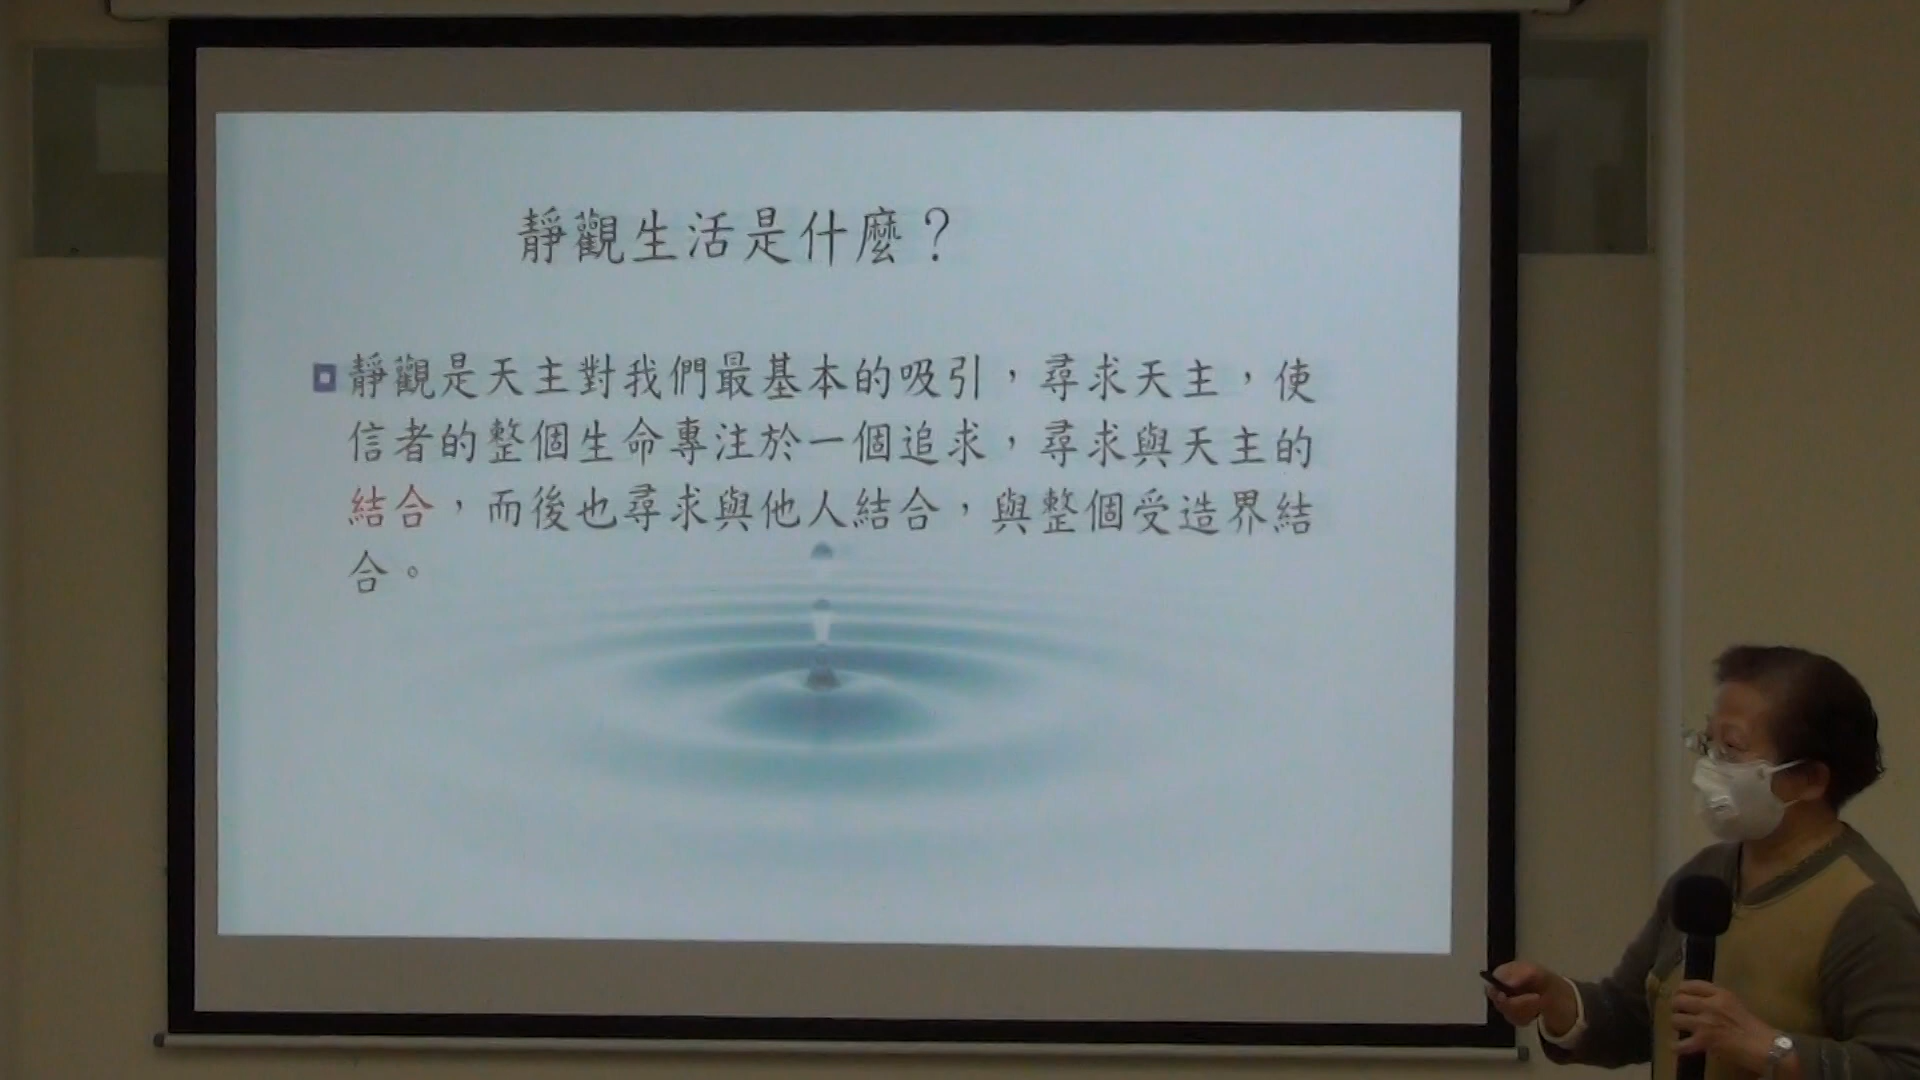 靜觀生活是什麼？
靜觀是天主對我們最基本的吸引，尋求天主，使
信者的整個生命專注於一個追求，尋求與天主的
結合，而後也尋求與他人結合，與整個受造界結
合。